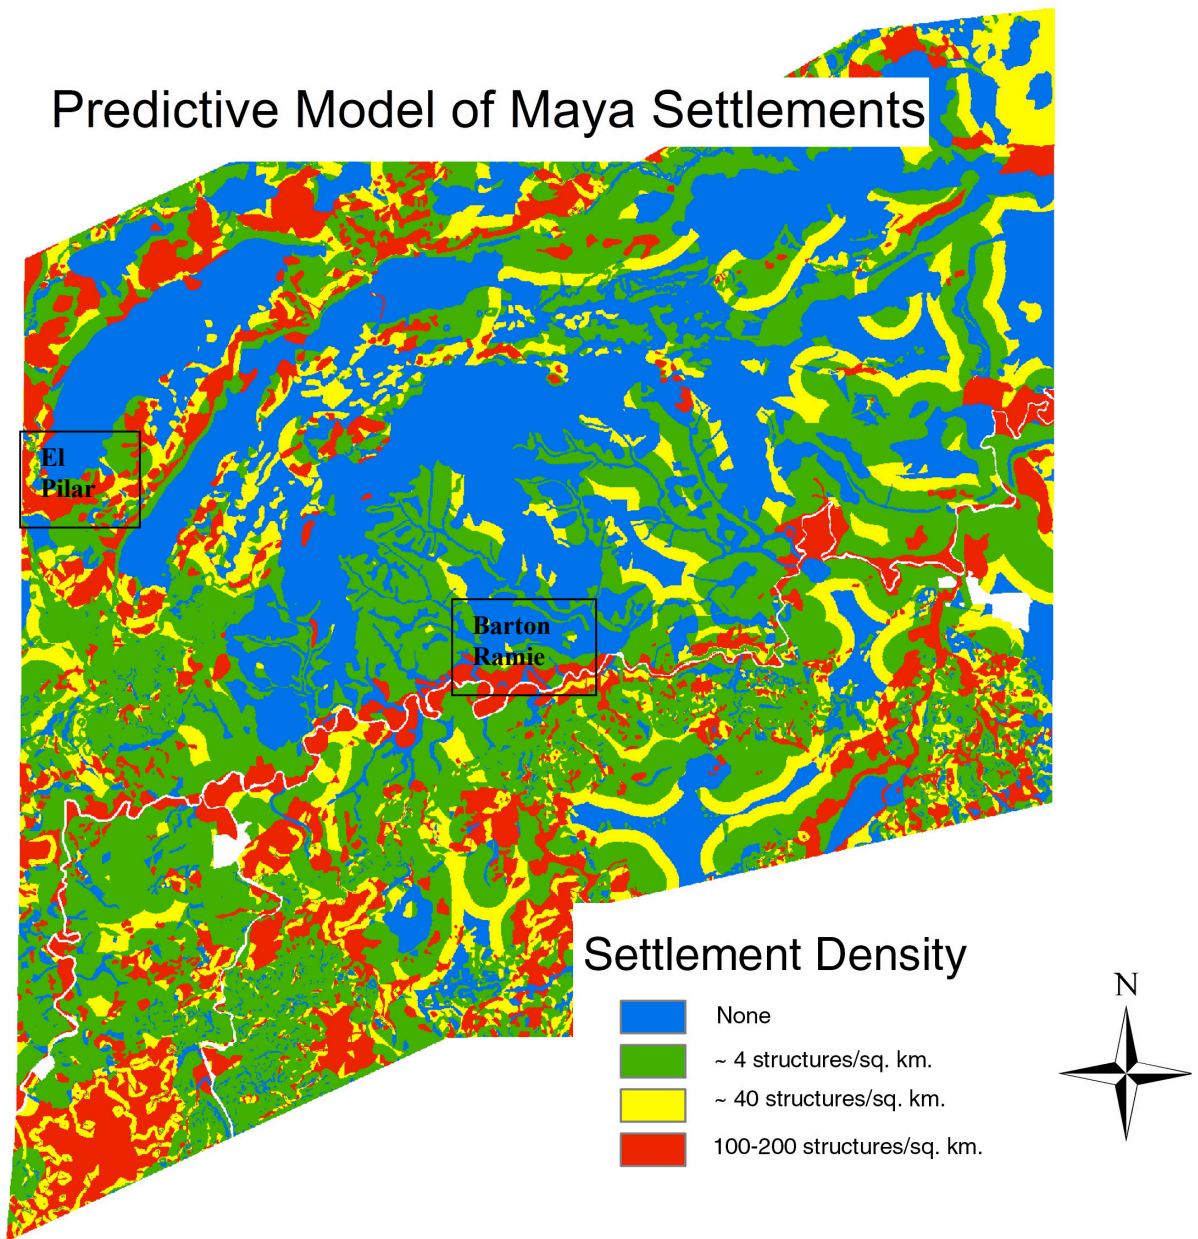 Predictive Model of Maya Settlements
El
Pilar
Barton
Ramie
Settlement Density
None
~ 4 structures/sq. km.
~ 40 structures/sq. km.
100-200 structures/sq. km.
N